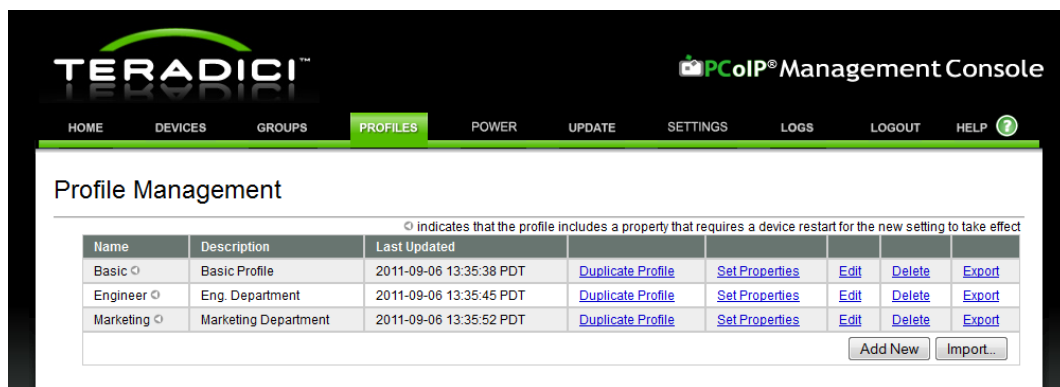 TERADICI™
PCoIP® Management Console
HOME DEVICES GROUPS PROFILES POWER UPDATE SETTINGS LOGS LOGOUT HELP ?
Profile Management
indicates that the profile includes a property that requires a device restart for the new setting to take effect
Name Description Last Updated
Basic Basic Profile 2011-09-06 13:35:38 PDT Duplicate Profile Set Properties Edit Delete Export
Engineer Eng. Department 2011-09-06 13:35:45 PDT Duplicate Profile Set Properties Edit Delete Export
Marketing Marketing Department 2011-09-06 13:35:52 PDT Duplicate Profile Set Properties Edit Delete Export
Add New Import...